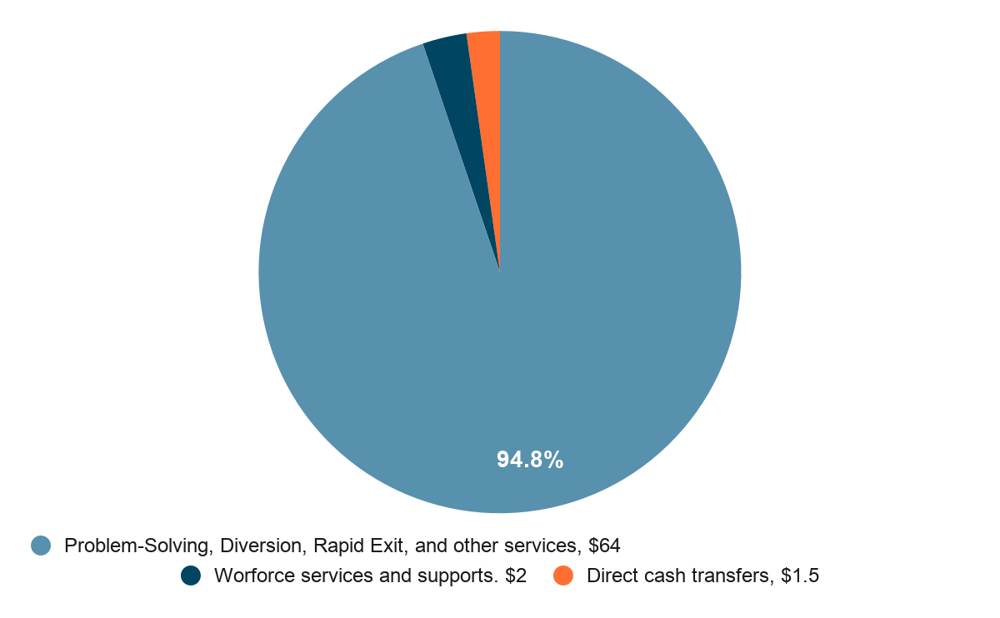 94.8%
Problem-Solving, Diversion, Rapid Exit, and other services, $64
Worforce services and supports. $2
Direct cash transfers, $1.5